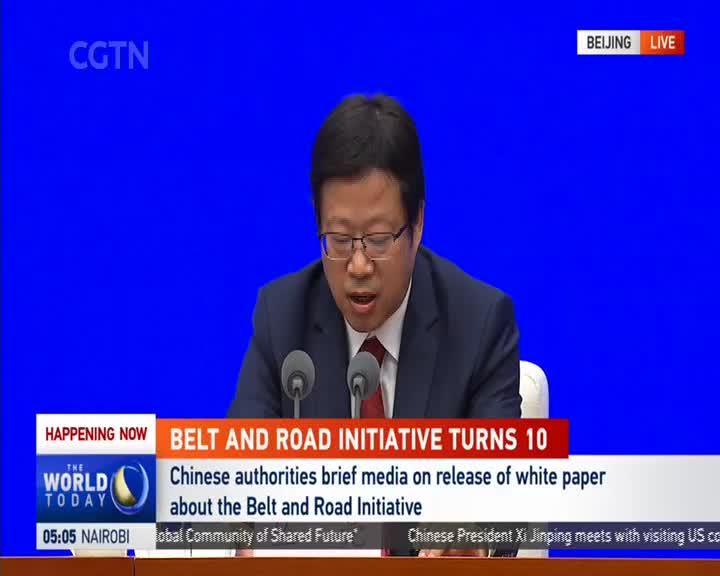 CGTN
BEIJING LIVE
HAPPENING NOW
BELT AND ROAD INITIATIVE TURNS 10
THE
WORLD
TODAY
Chinese authorities brief media on release of white paper
about the Belt and Road Initiative
05:05 NAIROBI
lobal Community of Shared Future" Chinese President Xi Jinping meets with visiting US co